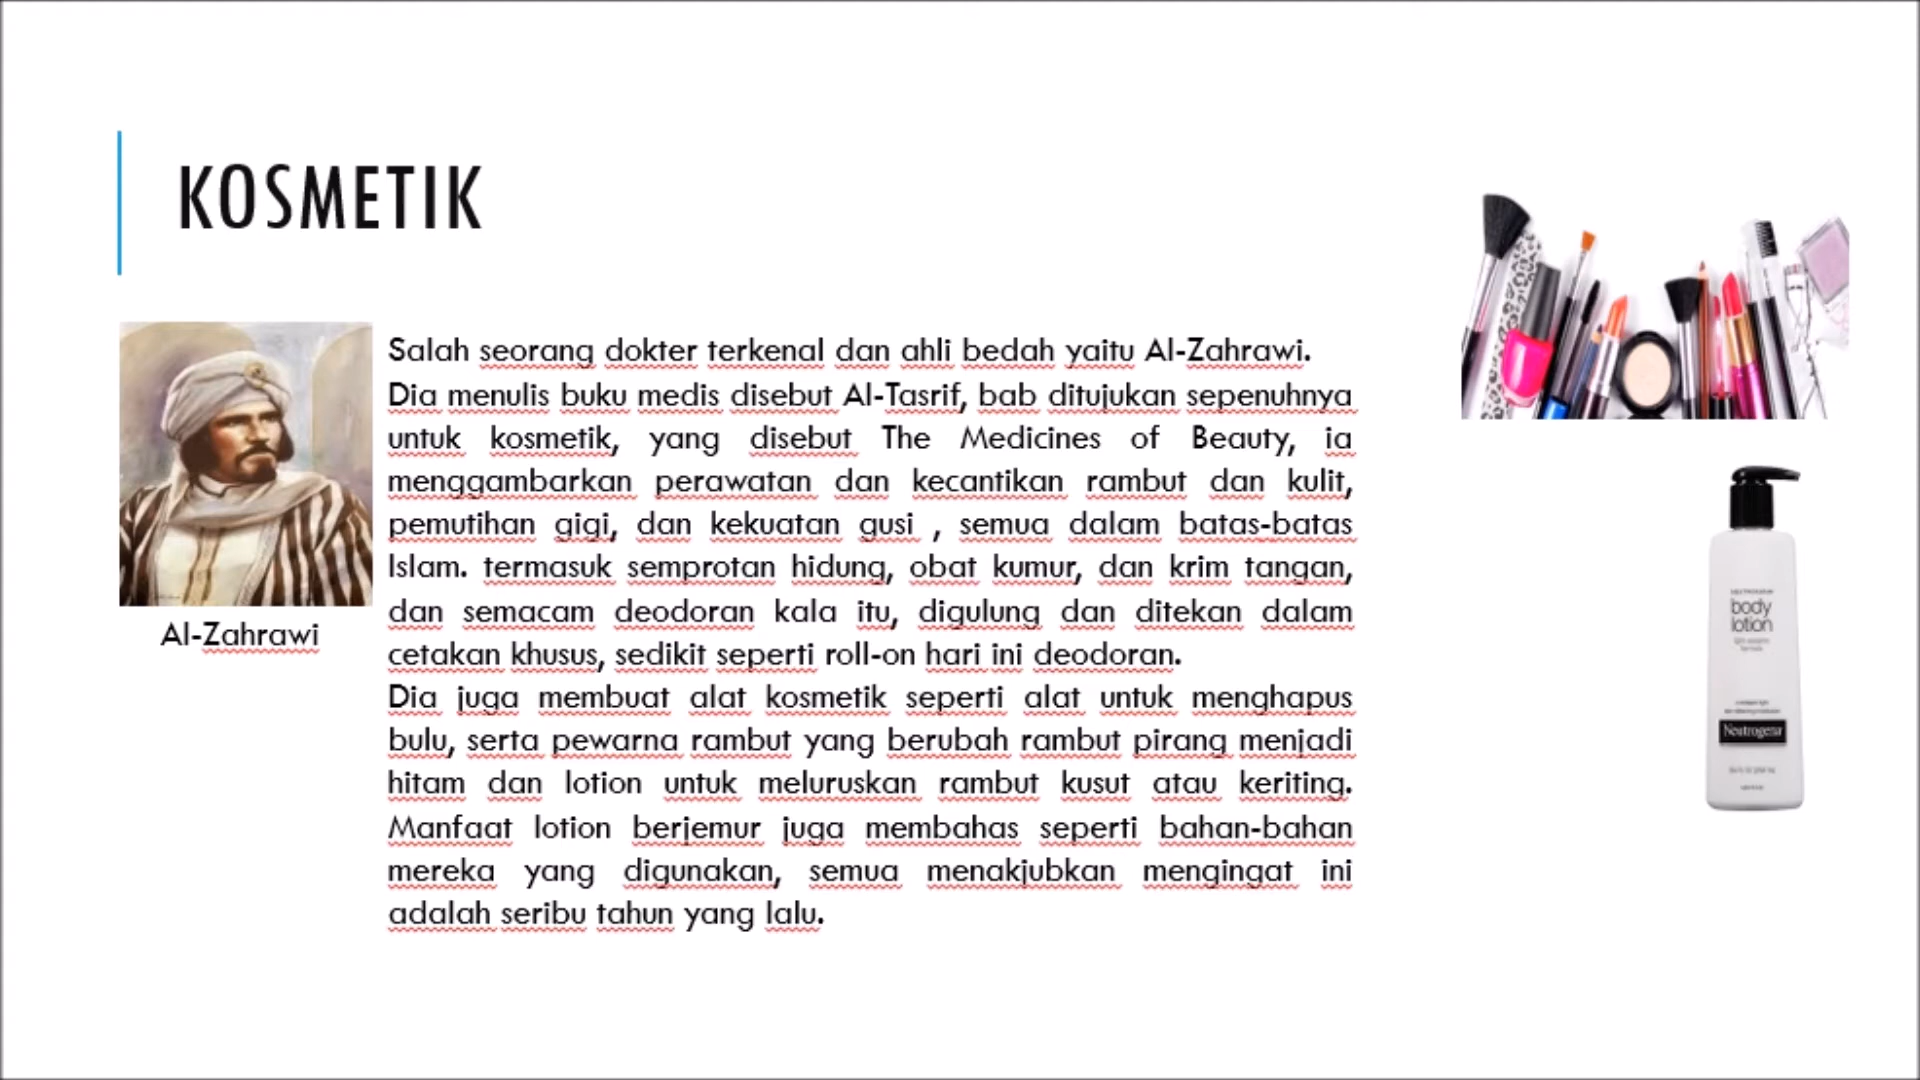 KOSMETIK
Al-Zahrawi
Salah seorang dokter terkenal dan ahli bedah yaitu Al-Zahrawi.
Dia menulis buku medis disebut Al-Tasrif, bab ditujukan sepenuhnya
untuk kosmetik, yang disebut The Medicines of Beauty, ia
menggambarkan perawatan dan kecantikan rambut dan kulit,
pemutihan gigi, dan kekuatan gusi , semua dalam batas-batas
Islam. termasuk semprotan hidung, obat kumur, dan krim tangan,
dan semacam deodoran kala itu, digulung dan ditekan dalam
cetakan khusus, sedikit seperti roll-on hari ini deodoran.
Dia juga membuat alat kosmetik seperti alat untuk menghapus
bulu, serta pewarna rambut yang berubah rambut pirang menjadi
hitam dan lotion untuk meluruskan rambut kusut atau keriting.
Manfaat lotion berjemur juga membahas seperti bahan-bahan
mereka yang digunakan, semua menakjubkan mengingat ini
adalah seribu tahun yang lalu.
body
lotion
Neutrogena